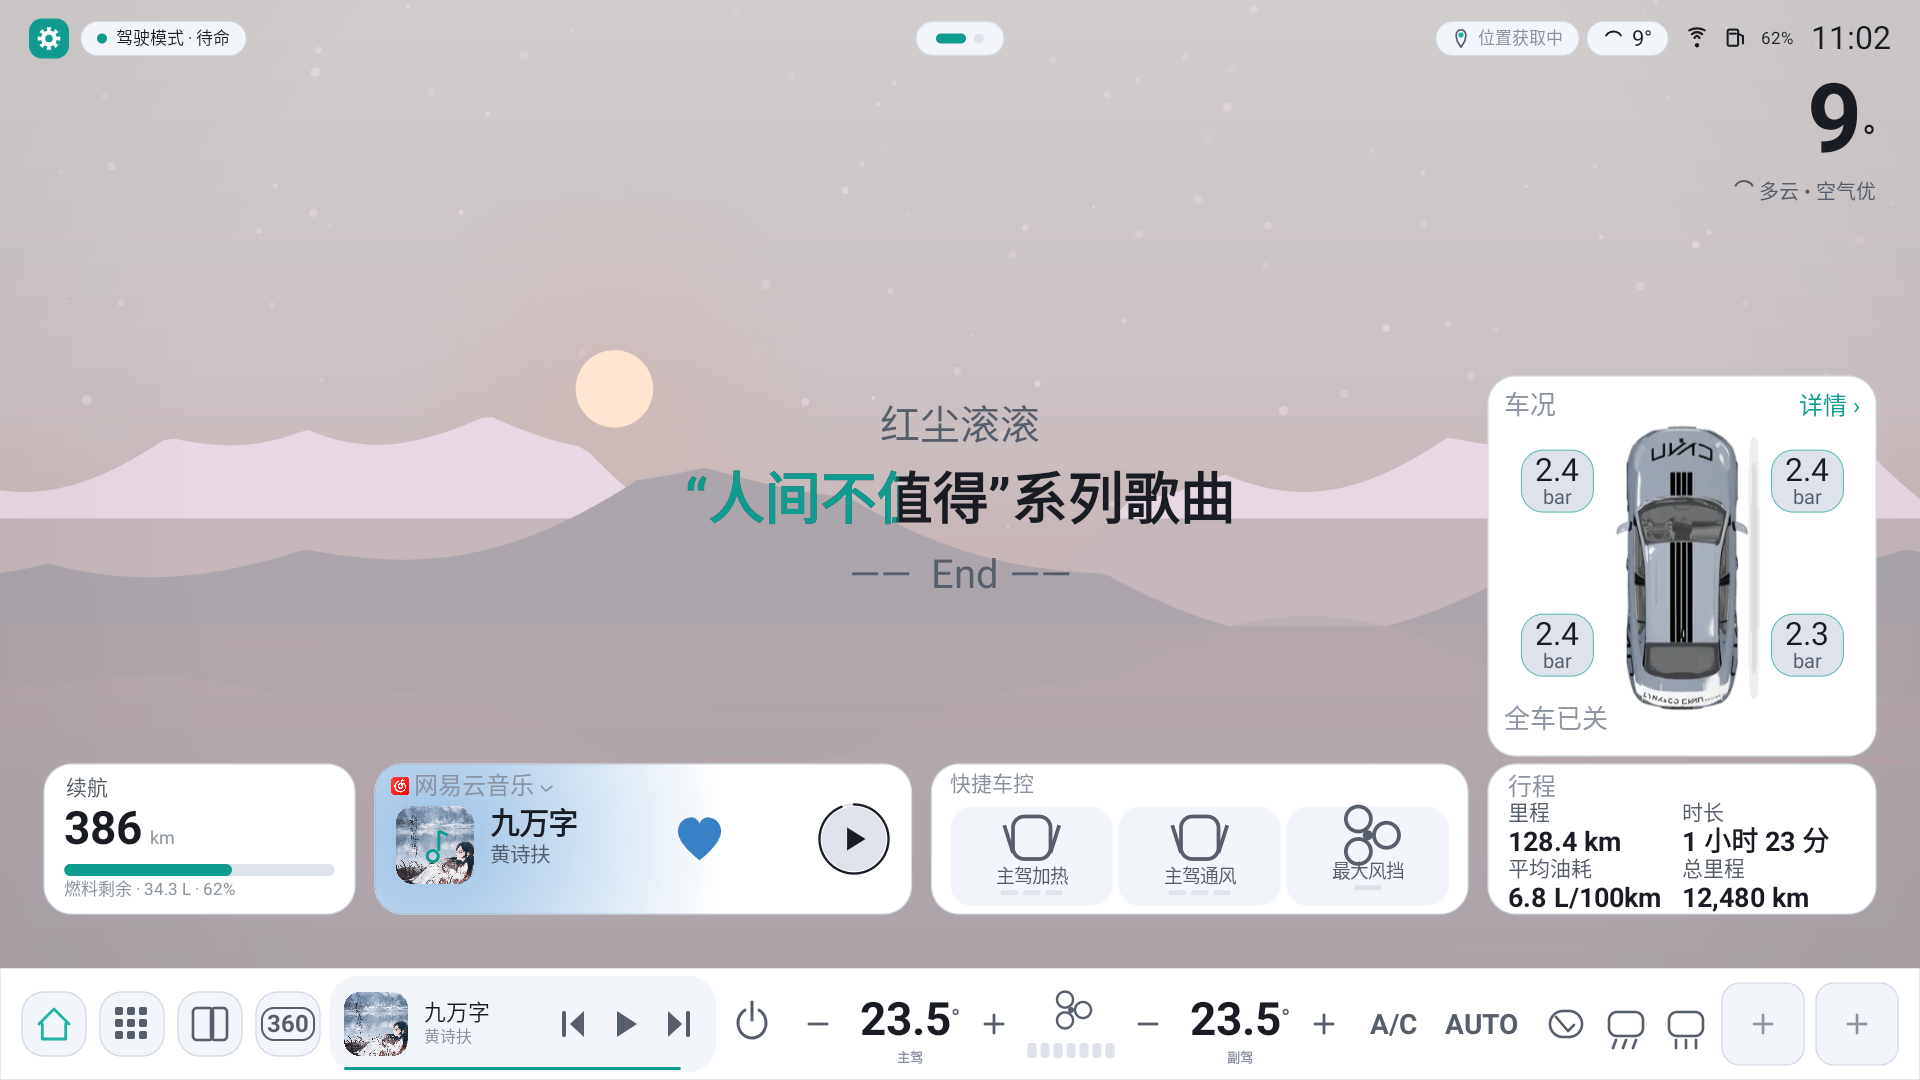 驾驶模式 · 待命
位置获取中
9°
62%
11:02
9°
多云 • 空气优
红尘滚滚
“人间不值得”系列歌曲
—— End ——
车况
详情 ›
2.4
bar
2.4
bar
2.4
bar
2.3
bar
全车已关
续航
386 km
燃料剩余 · 34.3 L · 62%
网易云音乐
九万字
黄诗扶
快捷车控
主驾加热
主驾通风
最大风挡
行程
里程
128.4 km
时长
1 小时 23 分
平均油耗
6.8 L/100km
总里程
12,480 km
360
九万字
黄诗扶
23.5°
主驾
23.5°
副驾
A/C
AUTO